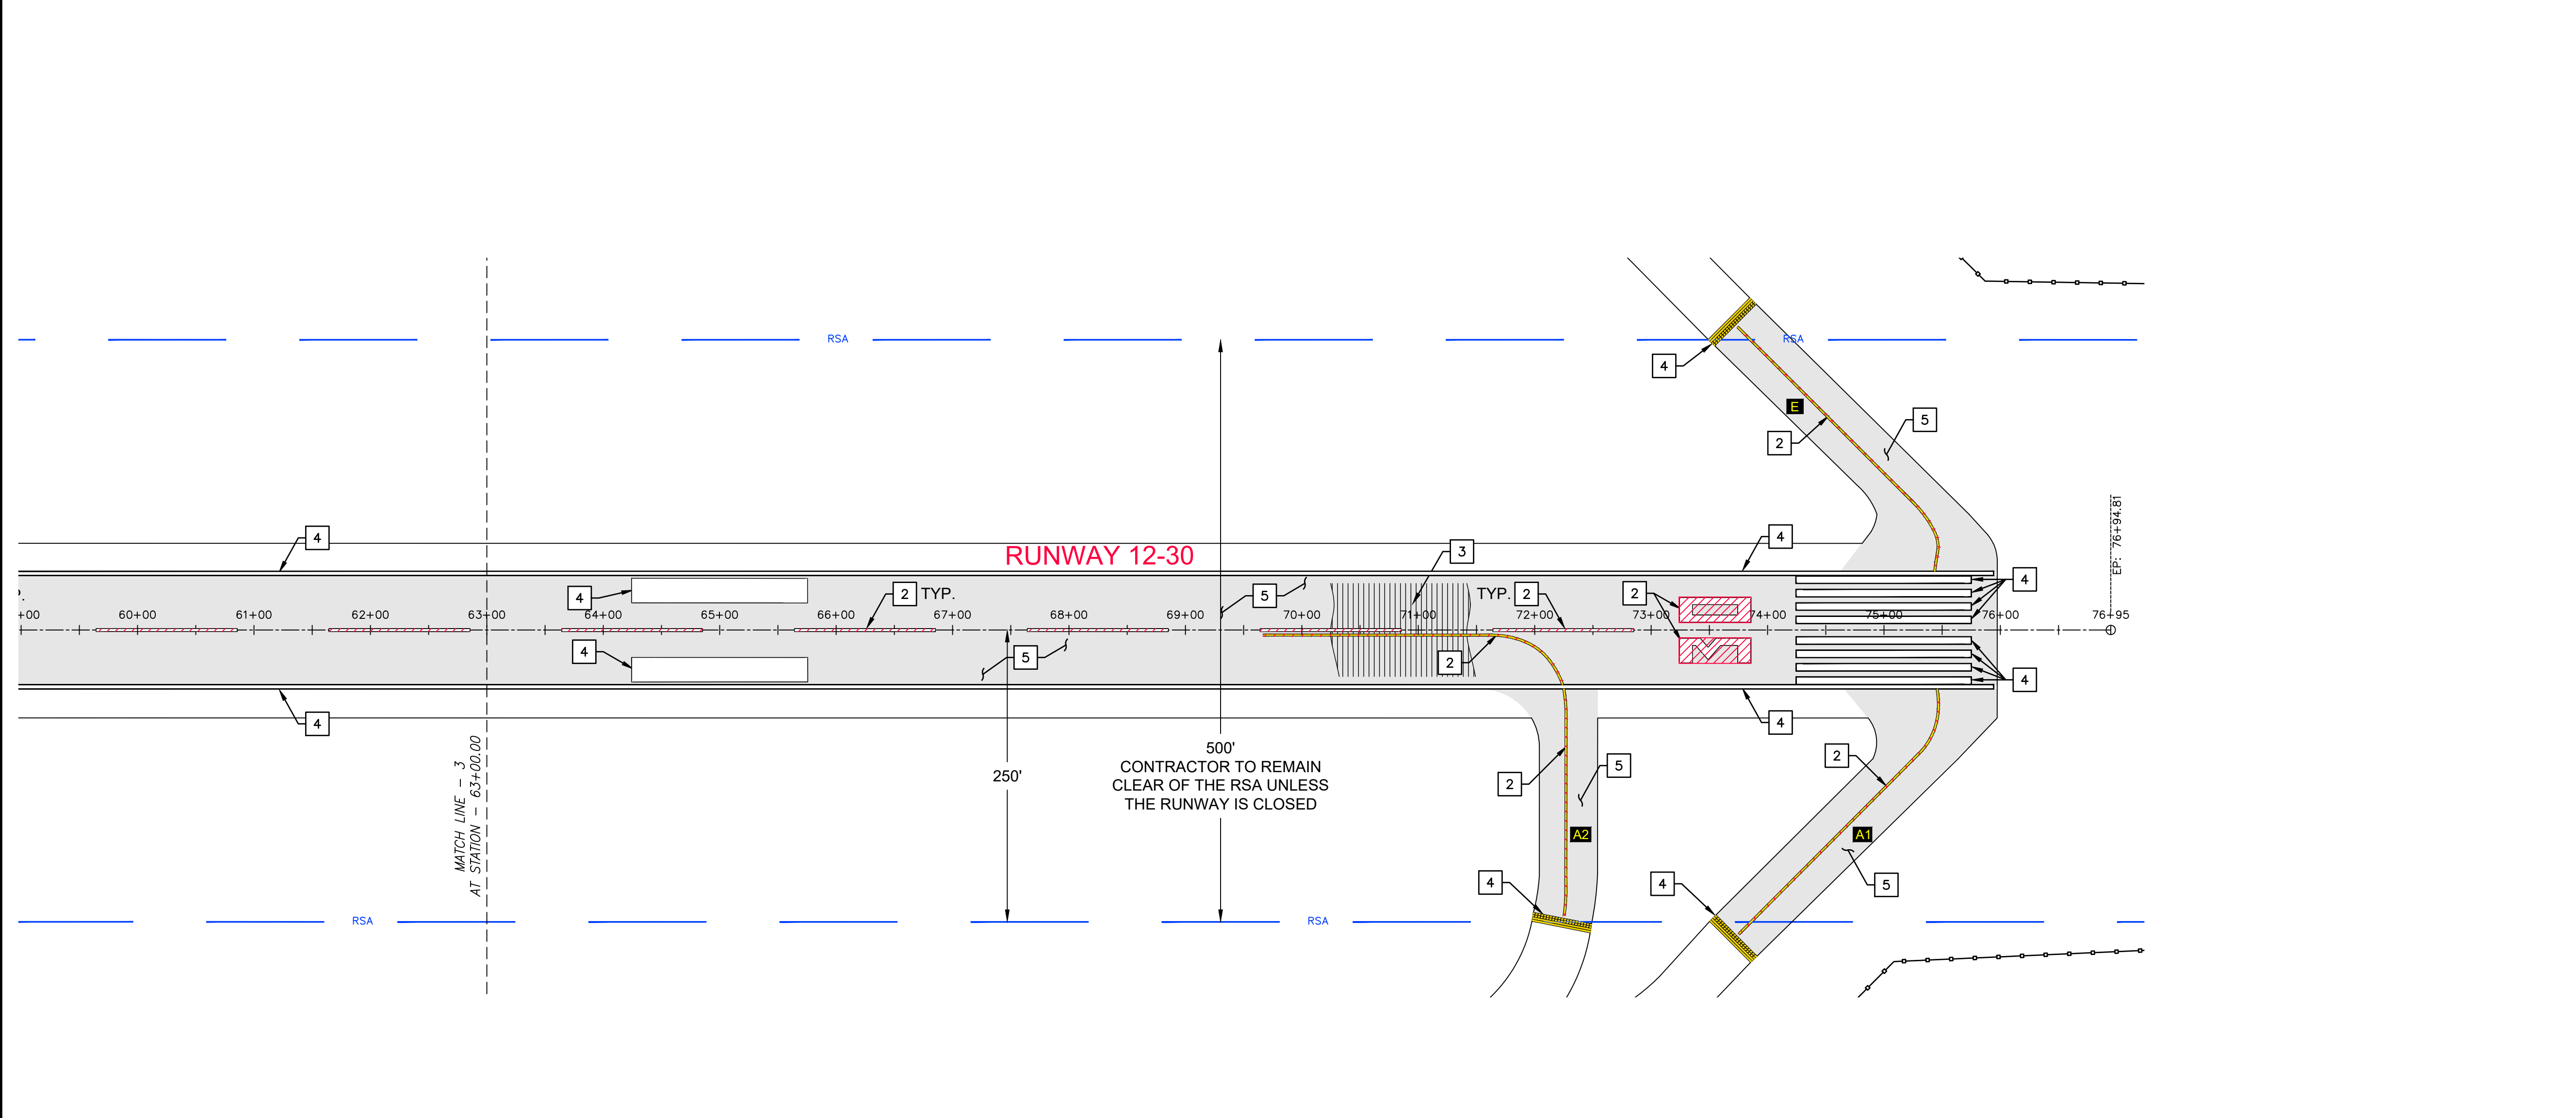 RSA
RSA
4
E
5
2
EP: 76+94.81
4
RUNWAY 12-30
3
4
4
4
2 TYP.
5
TYP. 2
2
P.
+00
60+00
61+00
62+00
63+00
64+00
65+00
66+00
67+00
68+00
69+00
70+00
71+00
72+00
73+00
74+00
75+00
76+00
76+95
4
5
2
4
4
4
MATCH LINE - 3
AT STATION - 63+00.00
250'
500'
CONTRACTOR TO REMAIN
CLEAR OF THE RSA UNLESS
THE RUNWAY IS CLOSED
2
5
2
A2
A1
4
4
5
RSA
RSA